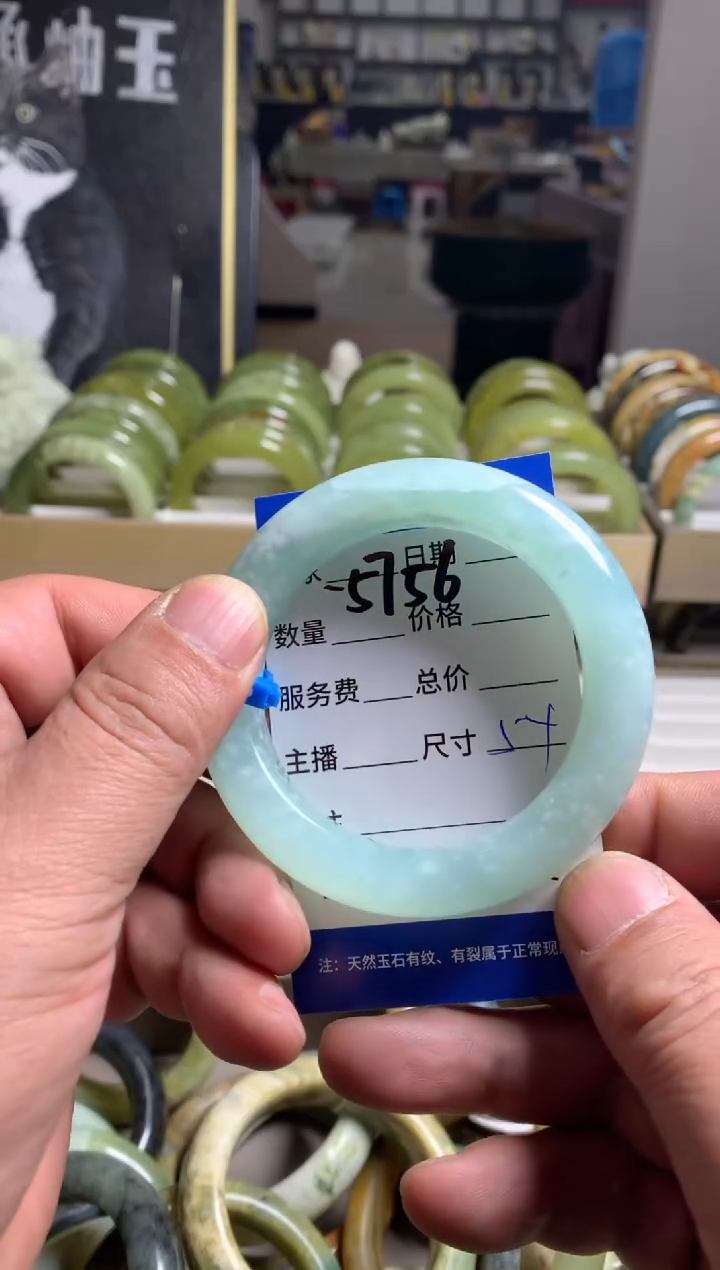 玉岫
日期
5756
数量 价格
服务费 总价
主播 尺寸 54
注：天然玉石有纹、有裂属于正常现